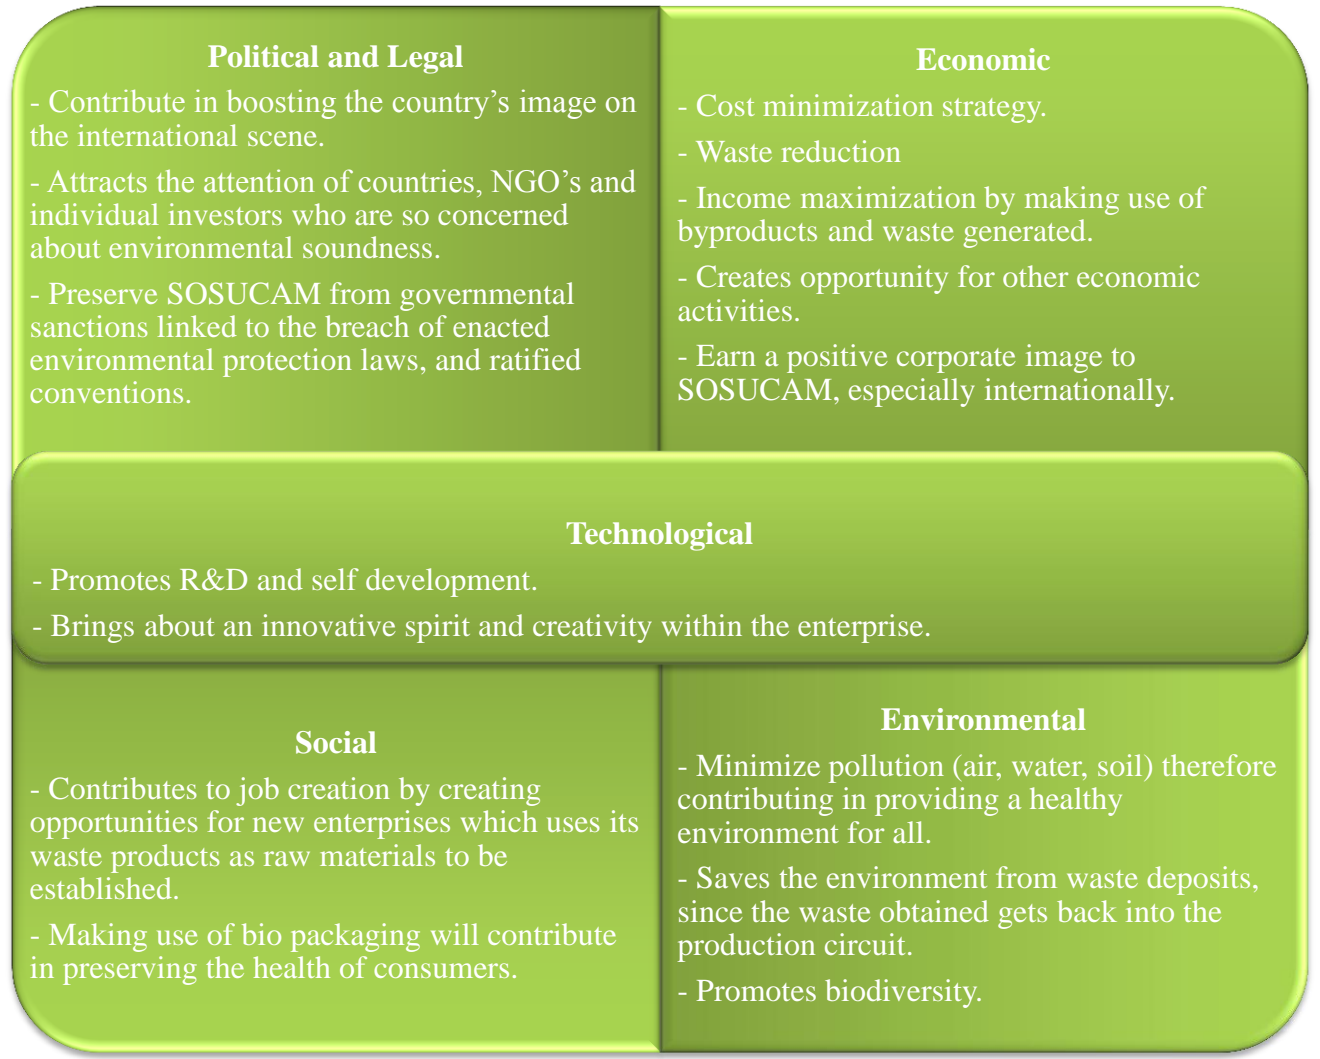 Political and Legal
- Contribute in boosting the country’s image on
the international scene.
- Attracts the attention of countries, NGO’s and
individual investors who are so concerned
about environmental soundness.
- Preserve SOSUCAM from governmental
sanctions linked to the breach of enacted
environmental protection laws, and ratified
conventions.
Economic
- Cost minimization strategy.
- Waste reduction
- Income maximization by making use of
byproducts and waste generated.
- Creates opportunity for other economic
activities.
- Earn a positive corporate image to
SOSUCAM, especially internationally.
Technological
- Promotes R&D and self development.
- Brings about an innovative spirit and creativity within the enterprise.
Social
- Contributes to job creation by creating
opportunities for new enterprises which uses its
waste products as raw materials to be
established.
- Making use of bio packaging will contribute
in preserving the health of consumers.
Environmental
- Minimize pollution (air, water, soil) therefore
contributing in providing a healthy
environment for all.
- Saves the environment from waste deposits,
since the waste obtained gets back into the
production circuit.
- Promotes biodiversity.